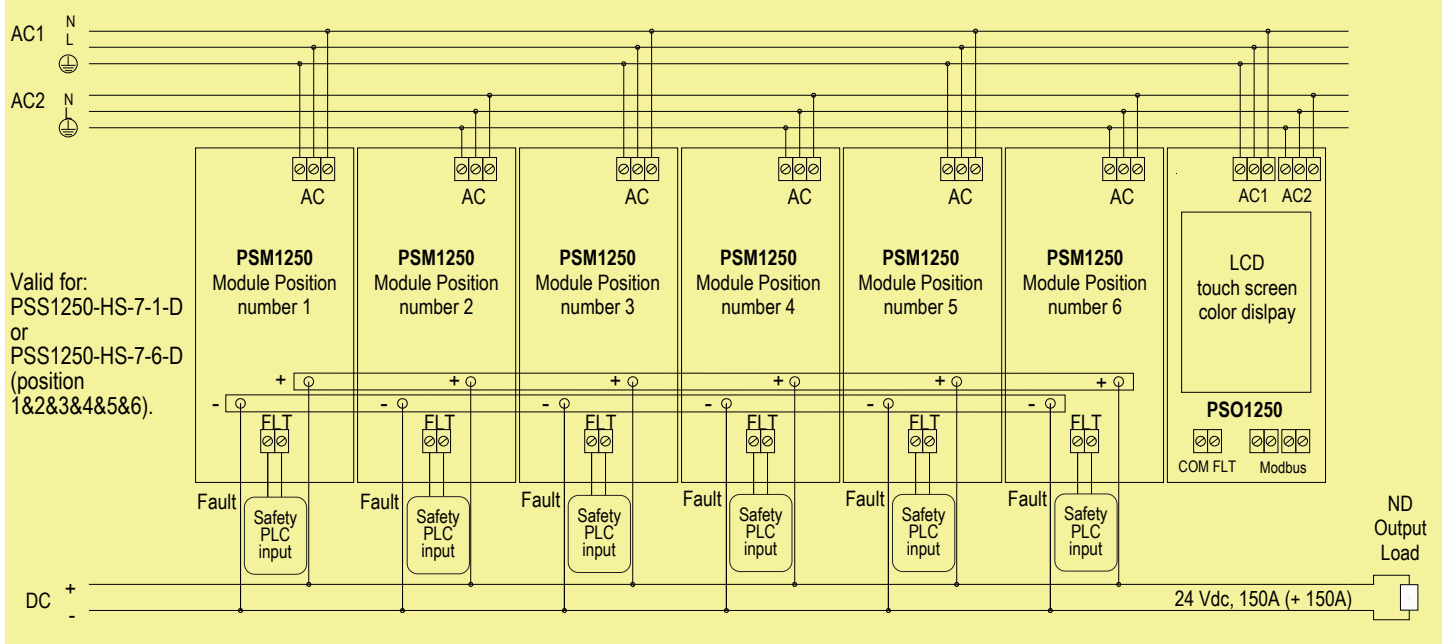 AC1 N
L
AC2 N
L
AC AC AC AC AC AC AC1 AC2
PSM1250
Module Position
number 1
PSM1250
Module Position
number 2
PSM1250
Module Position
number 3
PSM1250
Module Position
number 4
PSM1250
Module Position
number 5
PSM1250
Module Position
number 6
LCD
touch screen
color dislpay
Valid for:
PSS1250-HS-7-1-D
or
PSS1250-HS-7-6-D
(position
1&2&3&4&5&6).
+ + + + + +
- - - - - -
PSO1250
FLT FLT FLT FLT FLT FLT
COM FLT Modbus
Fault Fault Fault Fault Fault Fault
Safety
PLC
input
Safety
PLC
input
Safety
PLC
input
Safety
PLC
input
Safety
PLC
input
Safety
PLC
input
ND
Output
Load
DC +
-
24 Vdc, 150A (+ 150A)